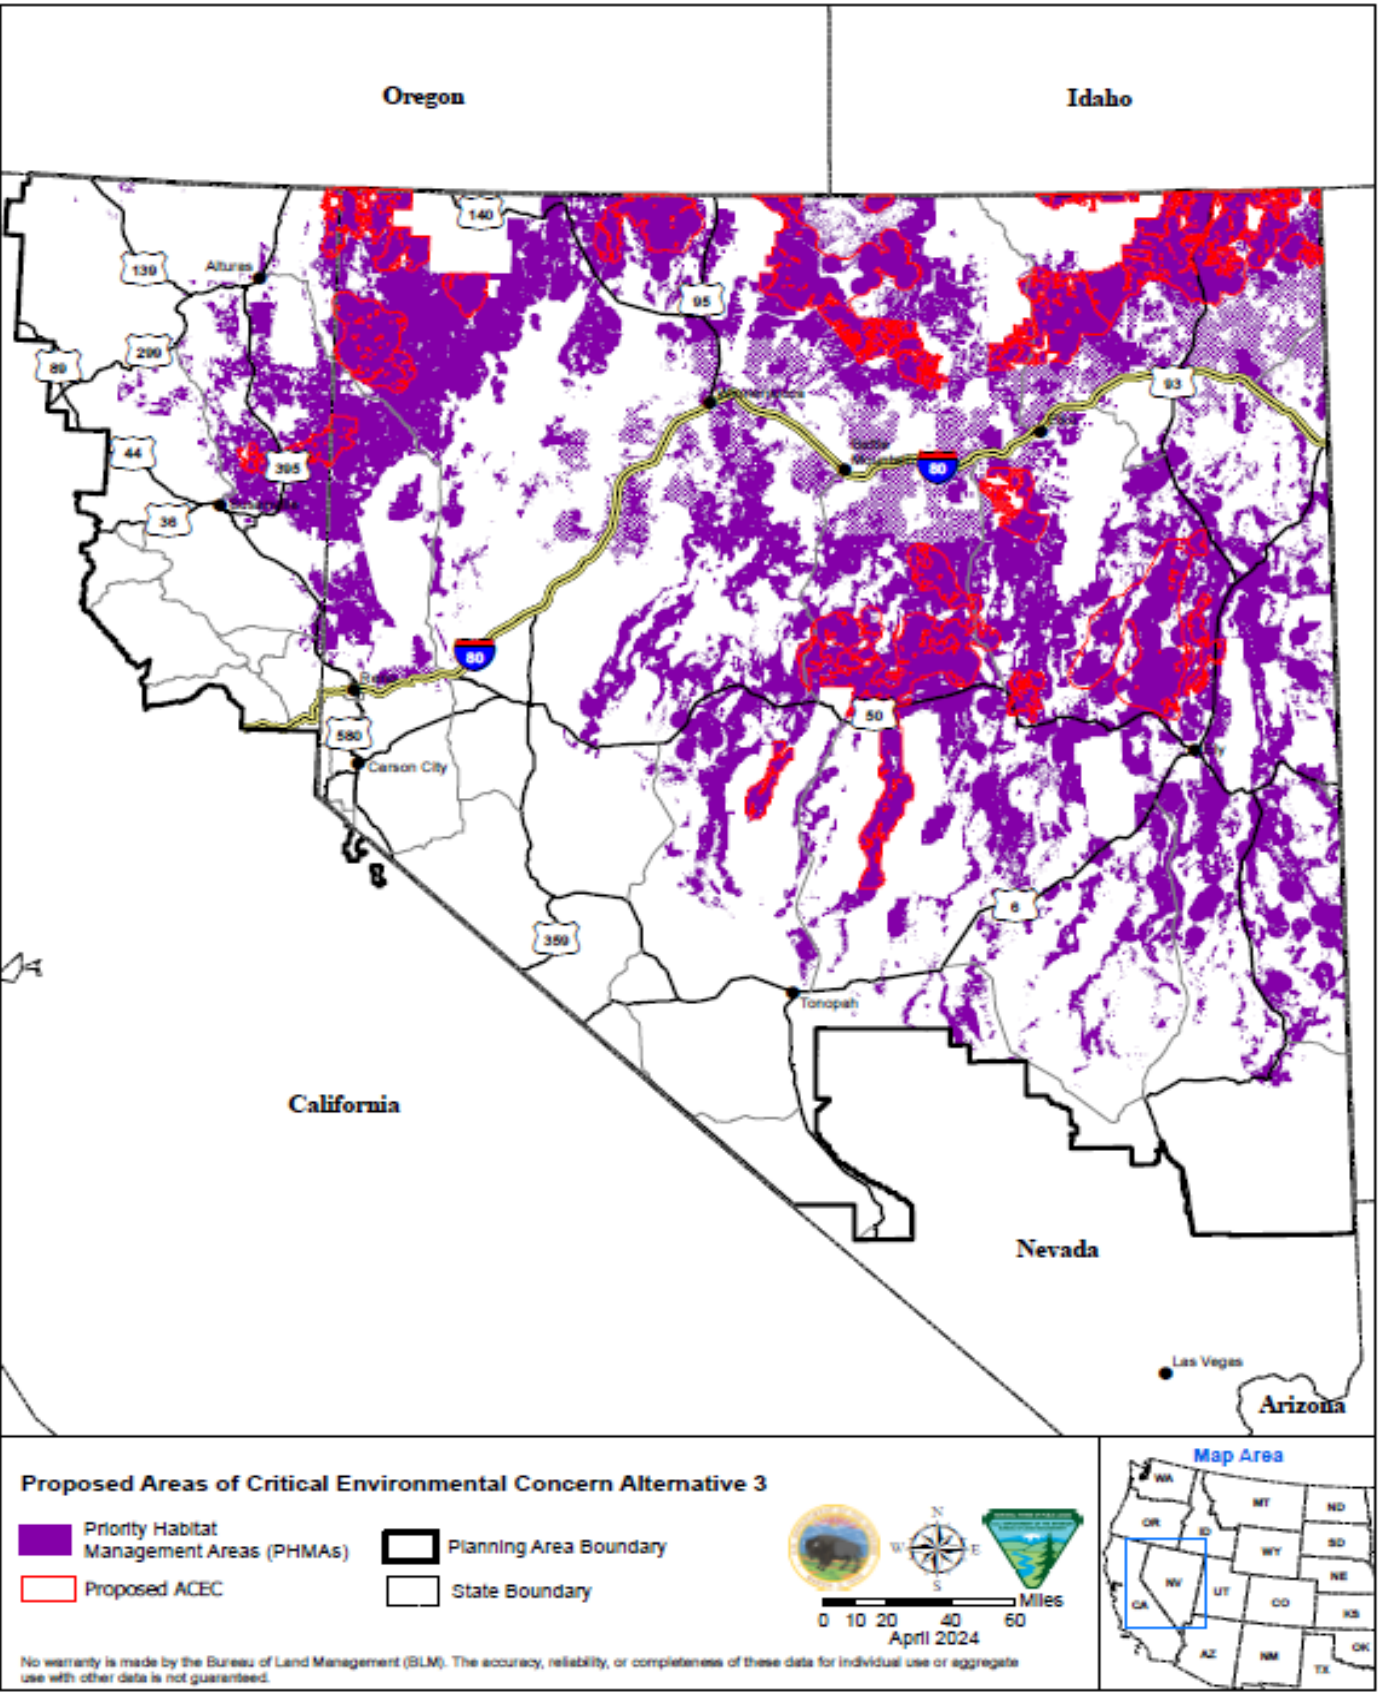 Oregon
Idaho
140
139
Alturas
95
299
89
93
44
395
36
80
80
50
580
Carson City
6
359
Tonopah
California
Nevada
Las Vegas
Arizona
Proposed Areas of Critical Environmental Concern Alternative 3
Priority Habitat
Management Areas (PHMAs)
Planning Area Boundary
Proposed ACEC
State Boundary
N
W
E
S
Miles
0 10 20 40 60
April 2024
No warranty is made by the Bureau of Land Management (BLM). The accuracy, reliability, or completeness of these data for individual use or aggregate
use with other data is not guaranteed.
Map Area
WA
MT
ND
OR
ID
SD
WY
NE
NV
UT
CA
CO
KS
OK
AZ
NM
TX